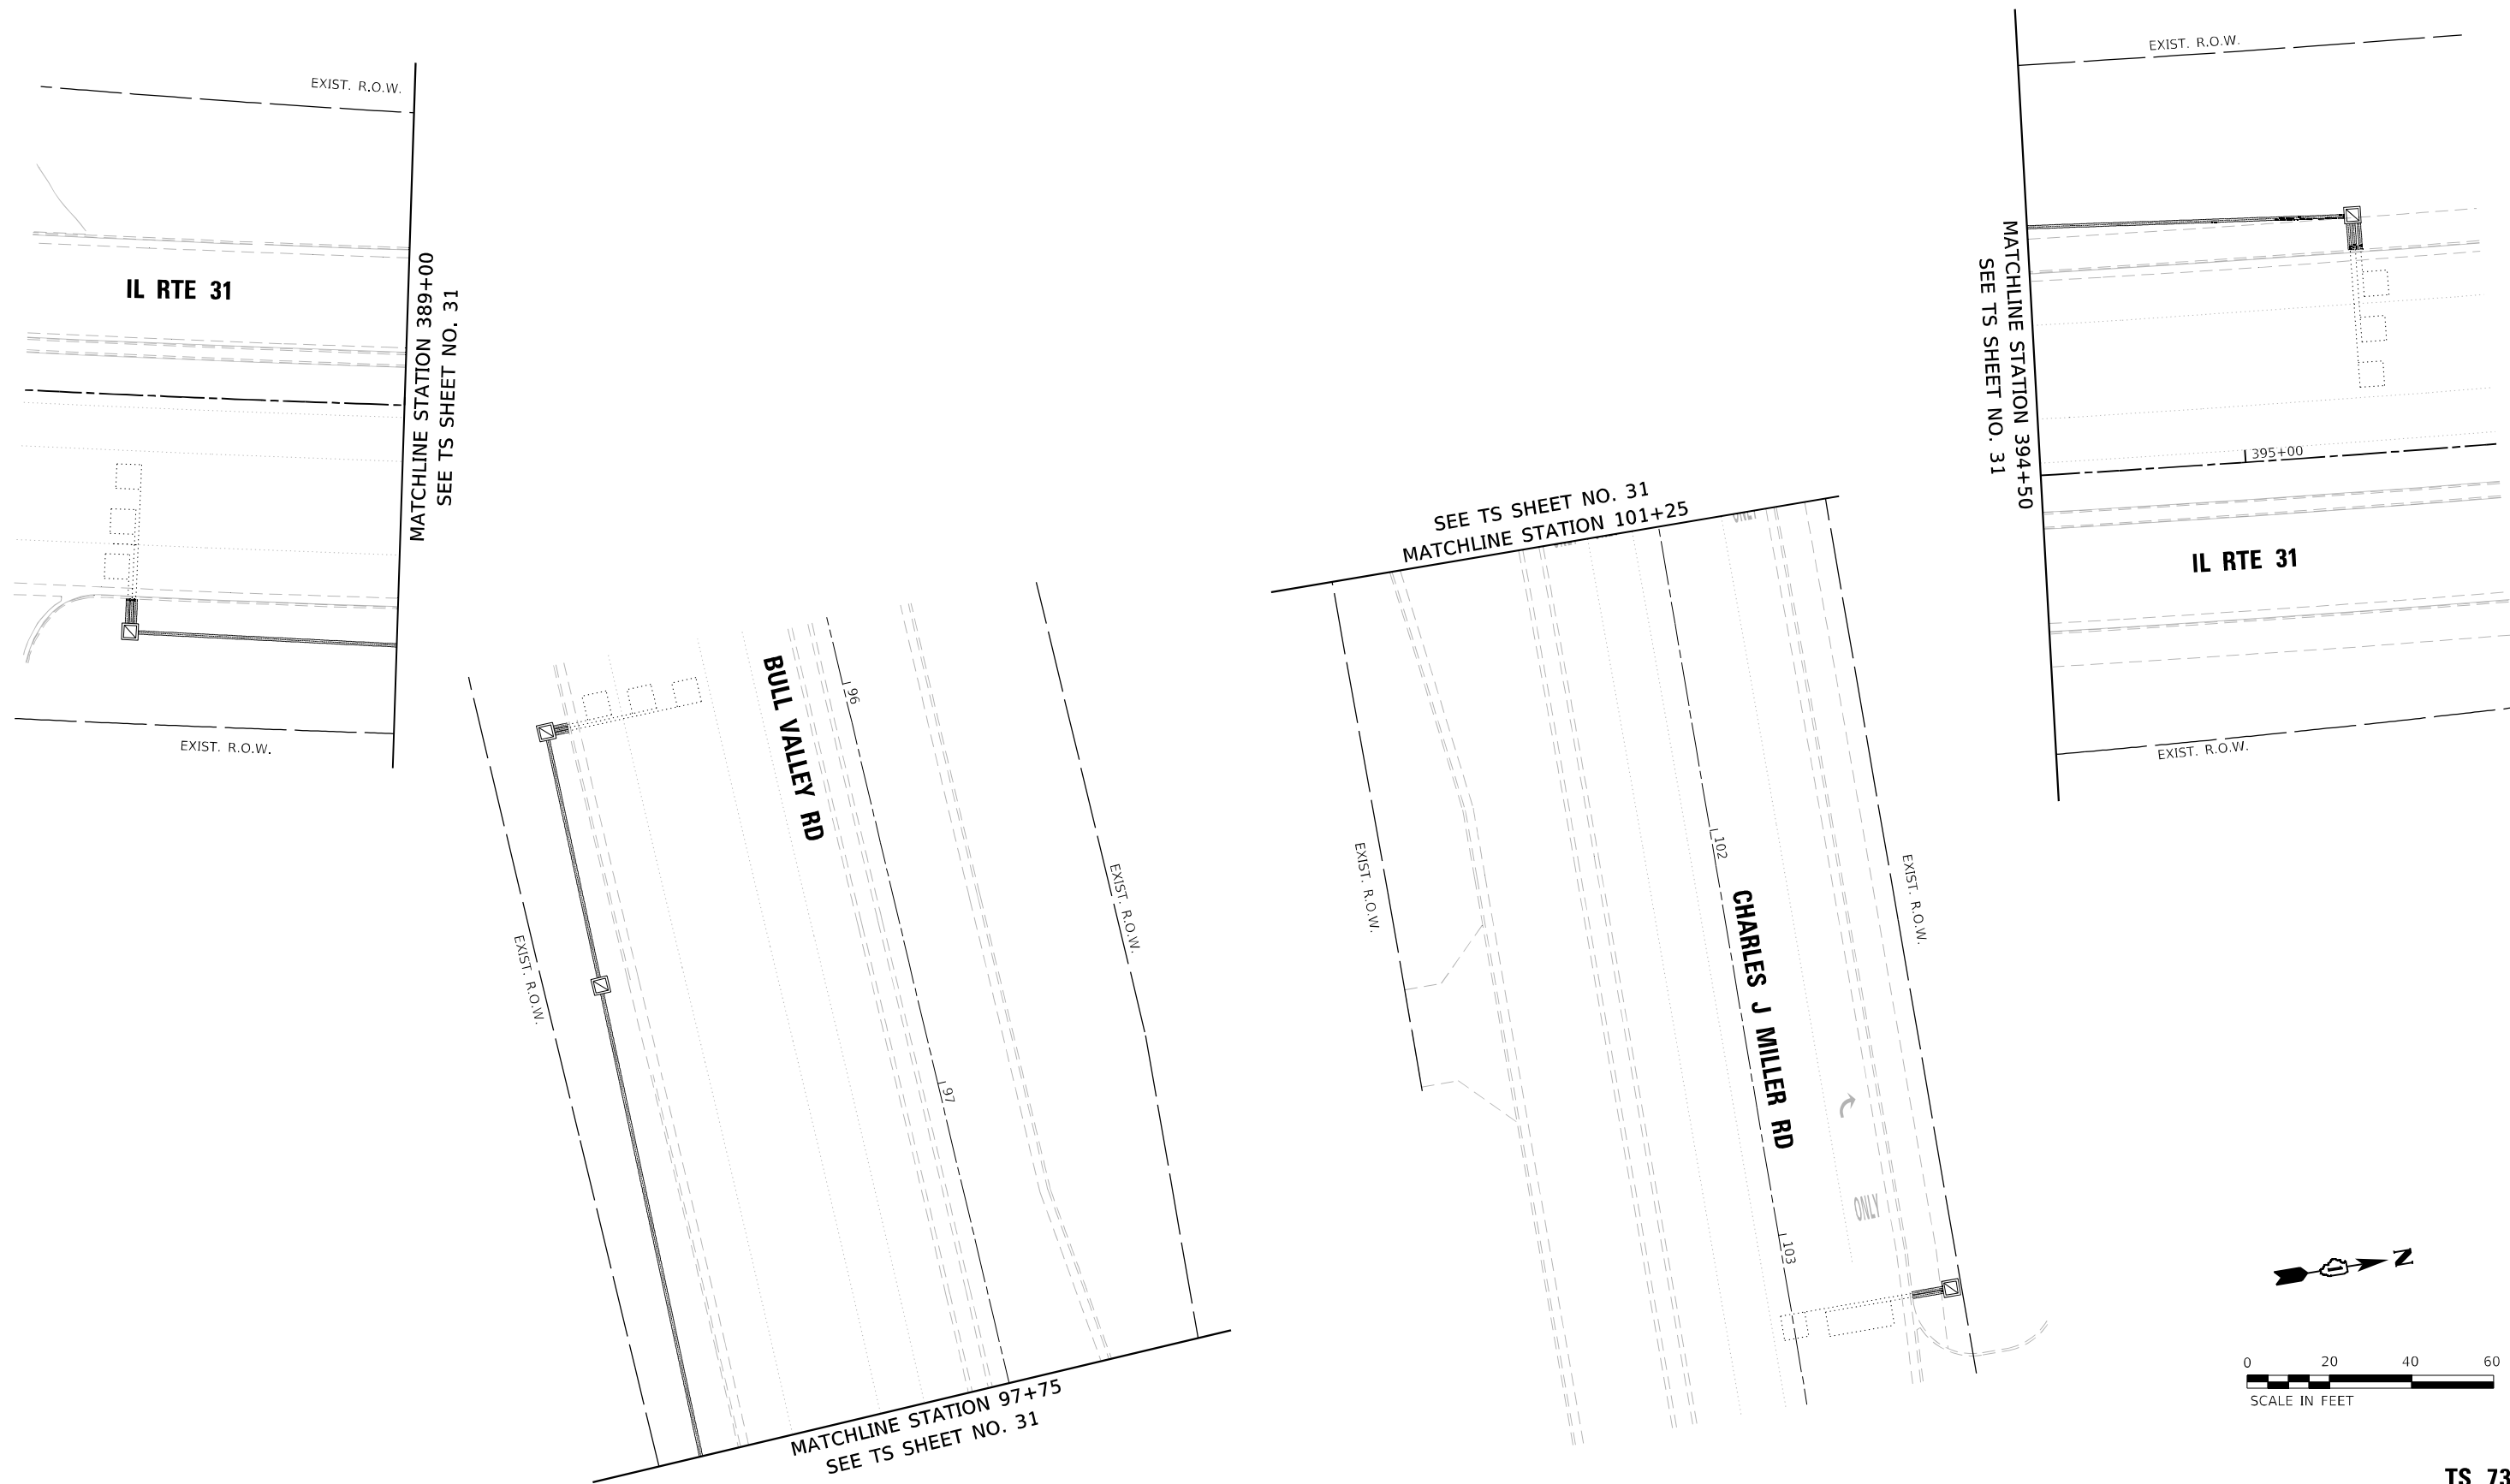 EXIST. R.O.W.
IL RTE 31
MATCHLINE STATION 389+00
SEE TS SHEET NO. 31
EXIST. R.O.W.
BULL VALLEY RD
96
97
EXIST. R.O.W.
EXIST. R.O.W.
MATCHLINE STATION 97+75
SEE TS SHEET NO. 31
SEE TS SHEET NO. 31
MATCHLINE STATION 101+25
ONLY
EXIST. R.O.W.
102
CHARLES J MILLER RD
EXIST. R.O.W.
ONLY
103
EXIST. R.O.W.
MATCHLINE STATION 394+50
SEE TS SHEET NO. 31
395+00
IL RTE 31
EXIST. R.O.W.
N
0 20 40 60
SCALE IN FEET
TS 73